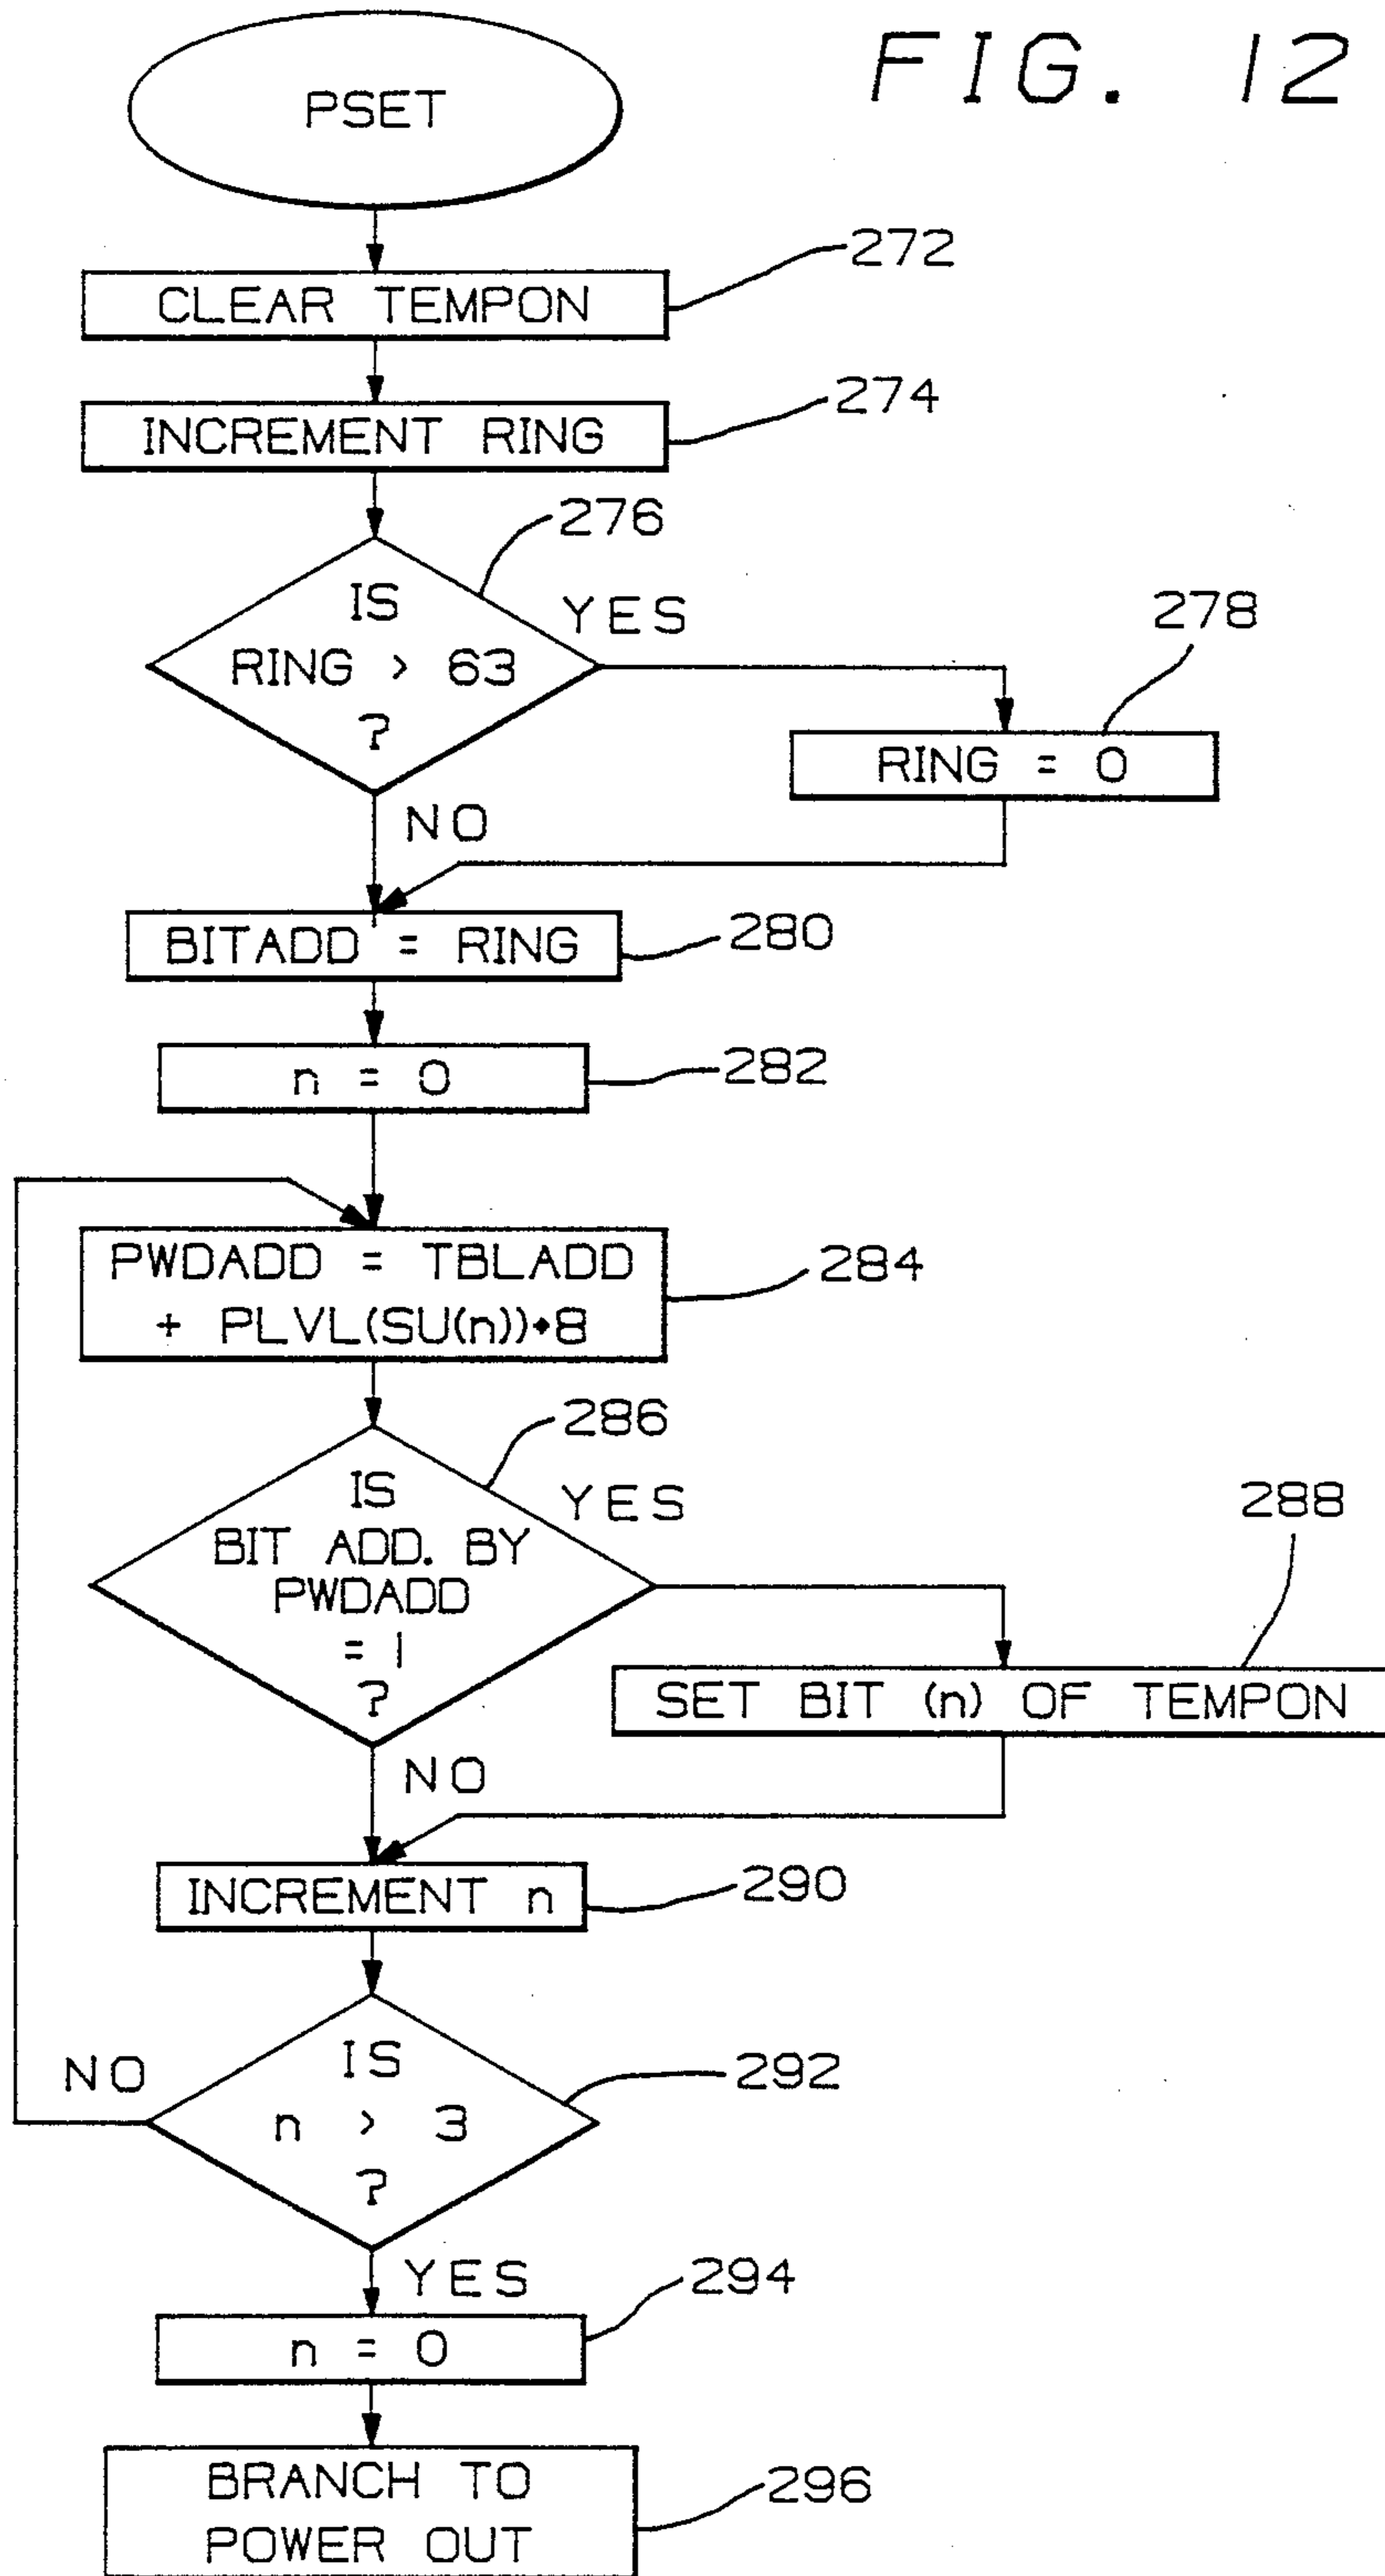 FIG. 12
PSET
272
CLEAR TEMPON
274
INCREMENT RING
276
IS
RING > 63
?
YES
278
RING = 0
NO
BITADD = RING
280
n = 0
282
PWDADD = TBLADD
+ PLVL(SU(n))*8
284
286
IS
BIT ADD. BY
PWDADD
= 1
?
YES
288
SET BIT (n) OF TEMPON
NO
INCREMENT n
290
NO
IS
n > 3
?
292
YES
294
n = 0
BRANCH TO
POWER OUT
296